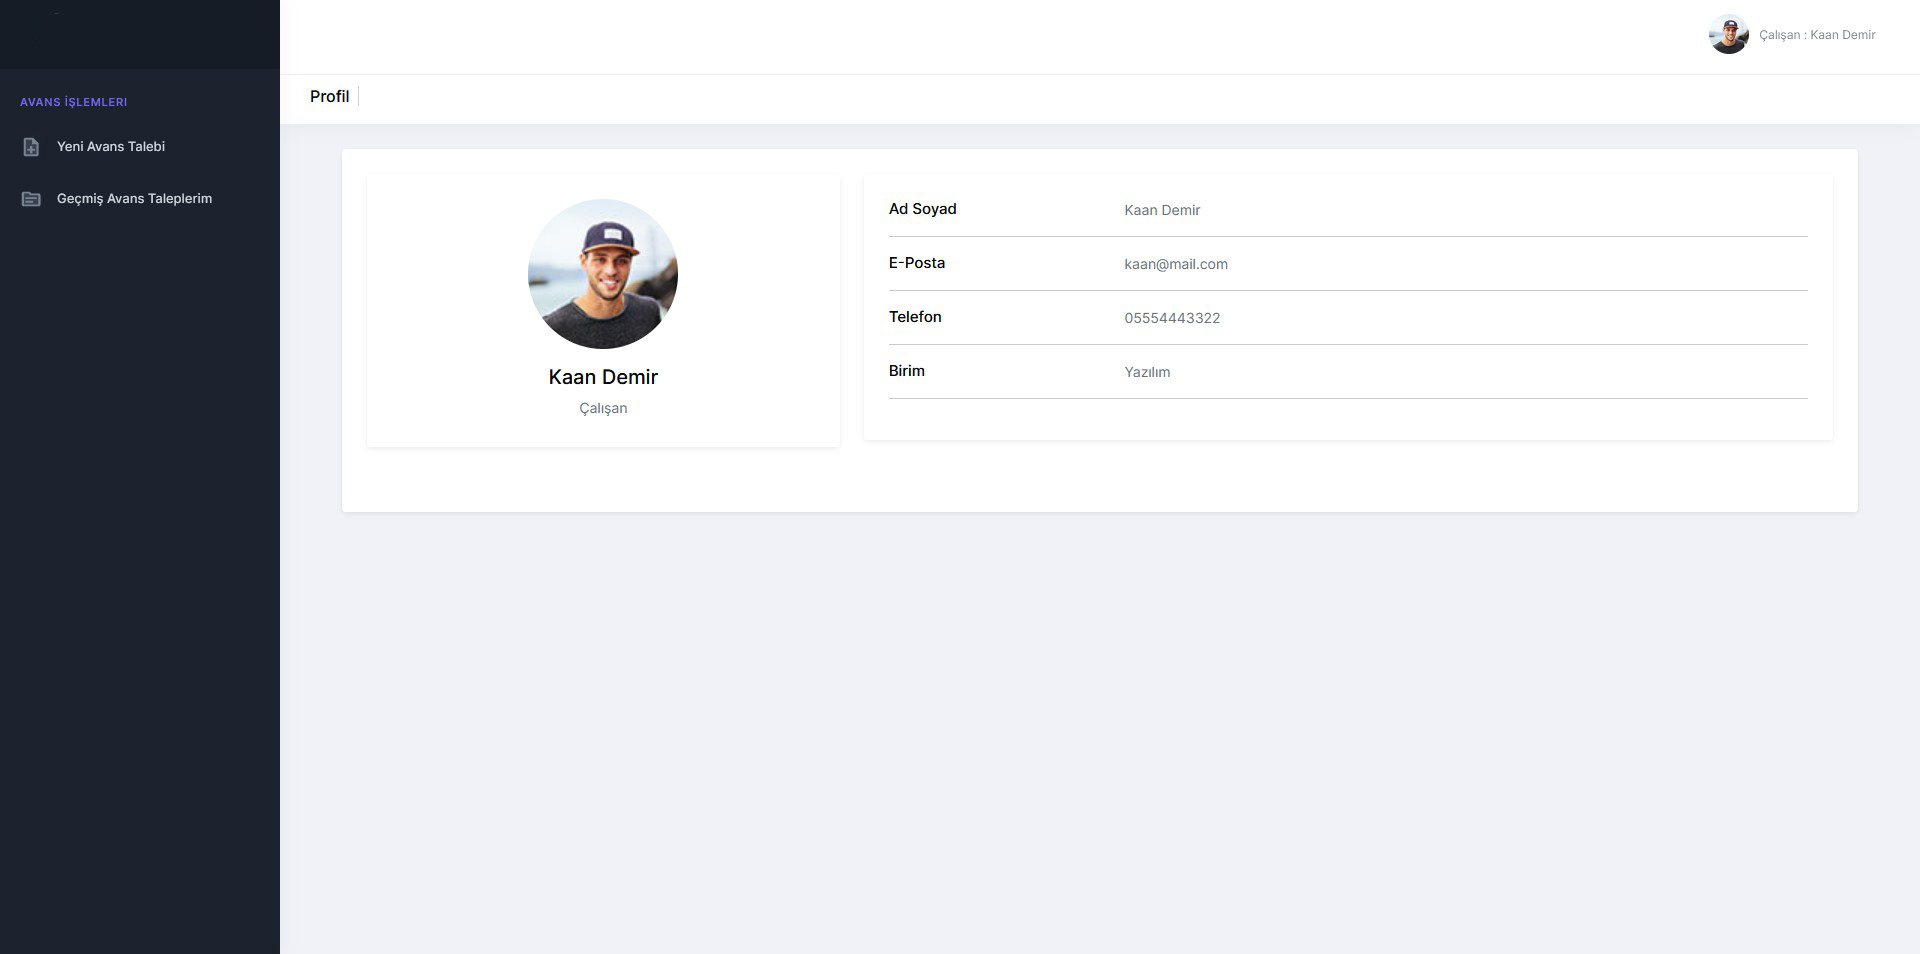 Çalışan : Kaan Demir
AVANS İŞLEMLERI
Yeni Avans Talebi
Geçmiş Avans Taleplerim
Profil
Kaan Demir
Çalışan
Ad Soyad Kaan Demir
E-Posta kaan@mail.com
Telefon 05554443322
Birim Yazılım